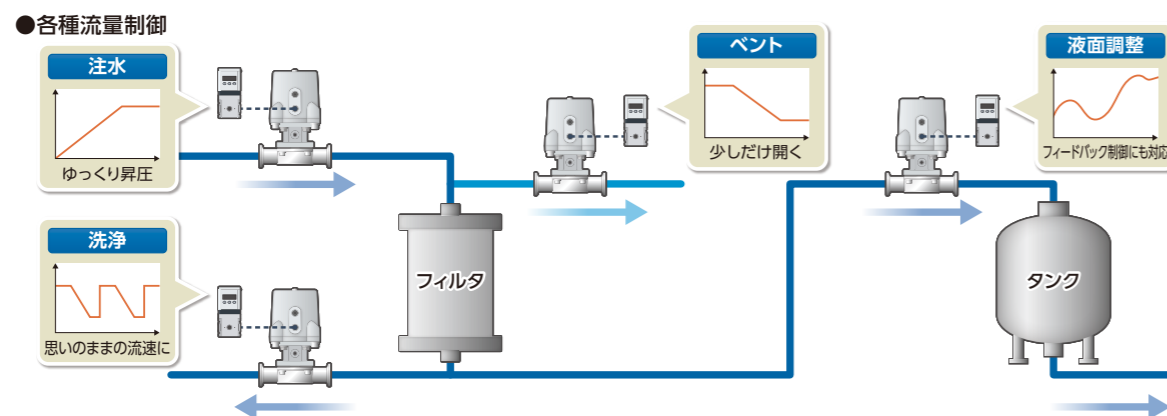 ●各種流量制御
注水
ゆっくり昇圧
ベント
少しだけ開く
液面調整
フィードバック制御にも対応
洗浄
思いのままの流速に
フィルタ
タンク